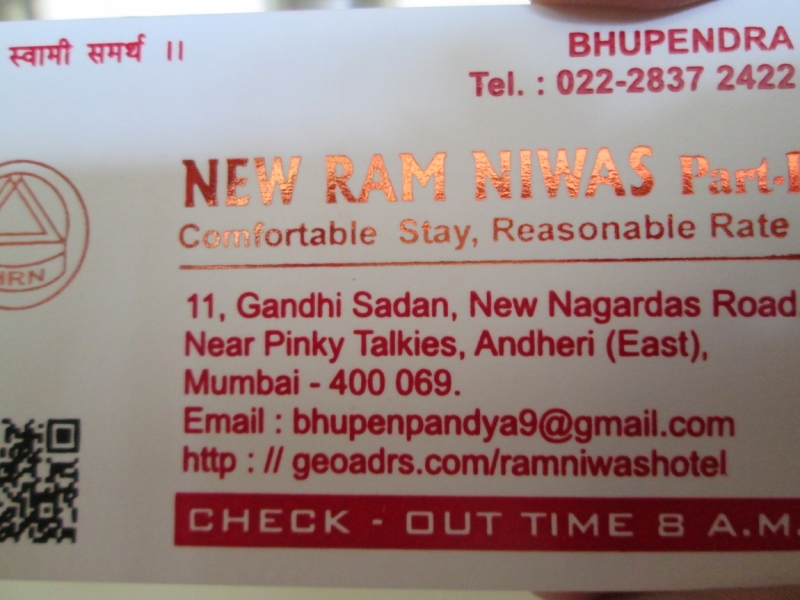 स्वामी समर्थ ॥
BHUPENDRA
Tel. : 022-2837 2422
NEW RAM NIWAS
Comfortable Stay, Reasonable Rate
11, Gandhi Sadan, New Nagardas Road
Near Pinky Talkies, Andheri (East),
Mumbai - 400 069.
Email : bhupenpandya9@gmail.com
http : // geoadrs.com/ramniwashotel
CHECK - OUT TIME 8 A.M.